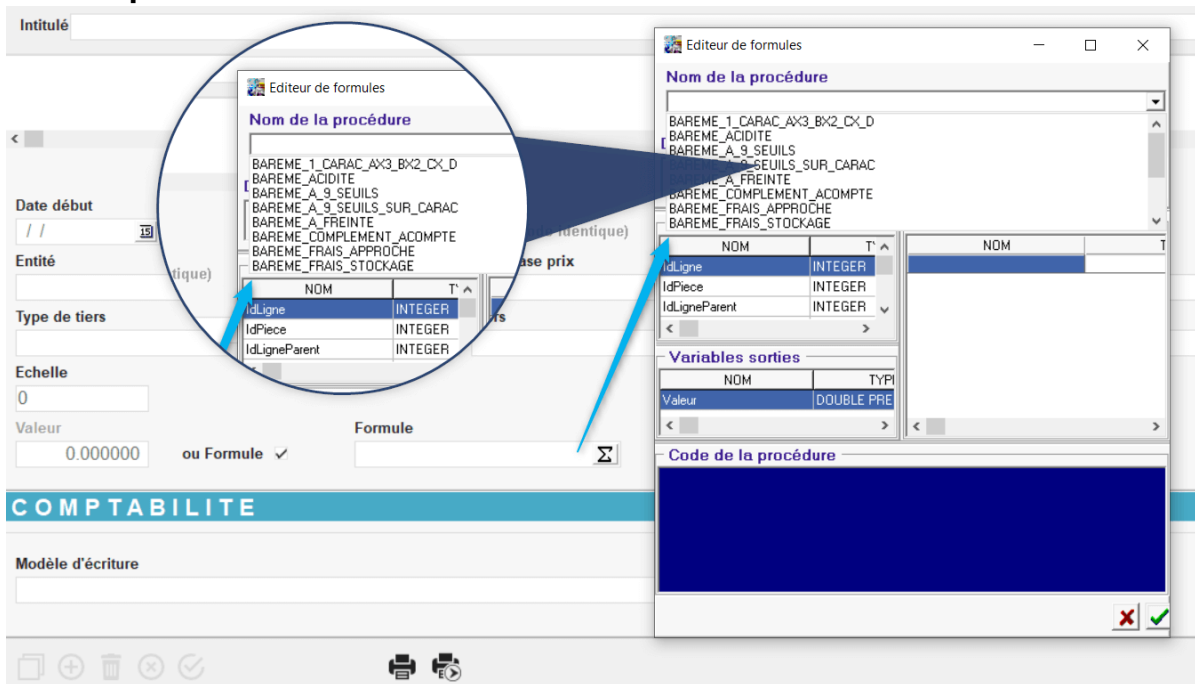 Intitulé
Date début
/ /
15
Entité
tique)
Type de tiers
Echelle
0
Valeur
0.000000
ou Formule
Formule
Σ
identique)
ase prix
rs
COMPTABILITE
Modèle d'écriture
Editeur de formules
Nom de la procédure
BAREME_1_CARAC_AX3_BX2_CX_D
BAREME_ACIDITE
BAREME_A_9_SEUILS
BAREME_A_9_SEUILS_SUR_CARAC
BAREME_A_FREINTE
BAREME_COMPLEMENT_ACOMPTE
BAREME_FRAIS_APPROCHE
BAREME_FRAIS_STOCKAGE
NOM T
IdLigne INTEGER
IdPiece INTEGER
IdLigneParent INTEGER
Editeur de formules
Nom de la procédure
BAREME_1_CARAC_AX3_BX2_CX_D
BAREME_ACIDITE
BAREME_A_9_SEUILS
BAREME_A_9_SEUILS_SUR_CARAC
BAREME_A_FREINTE
BAREME_COMPLEMENT_ACOMPTE
BAREME_FRAIS_APPROCHE
BAREME_FRAIS_STOCKAGE
NOM T
IdLigne INTEGER
IdPiece INTEGER
IdLigneParent INTEGER
NOM T
Variables sorties
NOM TYPE
Valeur DOUBLE PRE
Code de la procédure